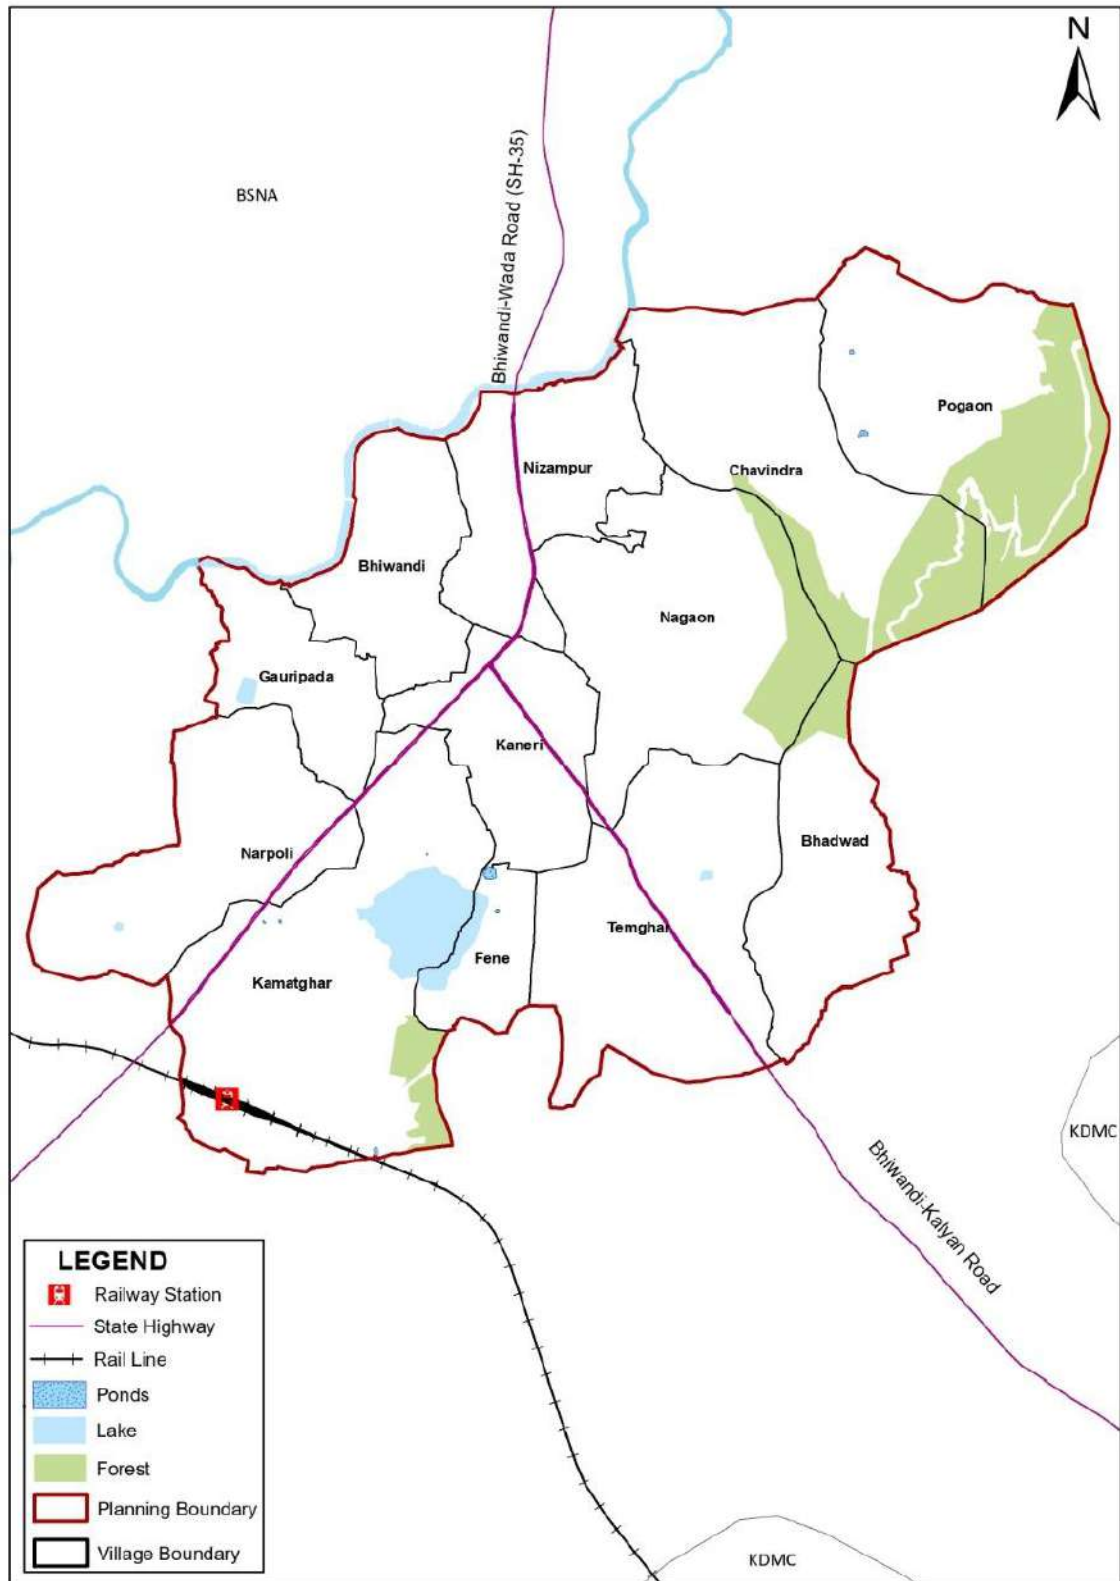 N
BSNA
Bhiwandi-Wada Road (SH-35)
Pogaon
Chavindra
Nizampur
Bhiwandi
Nagaon
Gauripada
Kaneri
Bhadwad
Narpoli
Temghar
Fene
Kamatghar
KDMC
Bhiwandi-Kalyan Road
LEGEND
Railway Station
State Highway
Rail Line
Ponds
Lake
Forest
Planning Boundary
Village Boundary
KDMC